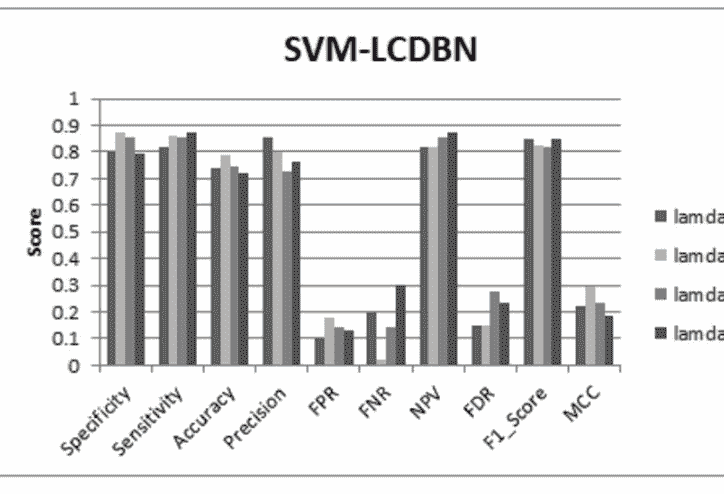 SVM-LCDBN
Score
1
0.9
0.8
0.7
0.6
0.5
0.4
0.3
0.2
0.1
0
Specificity
Sensitivity
Accuracy
Precision
FPR
FNR
NPV
FDR
F1_Score
MCC
lamda
lamda
lamda
lamda